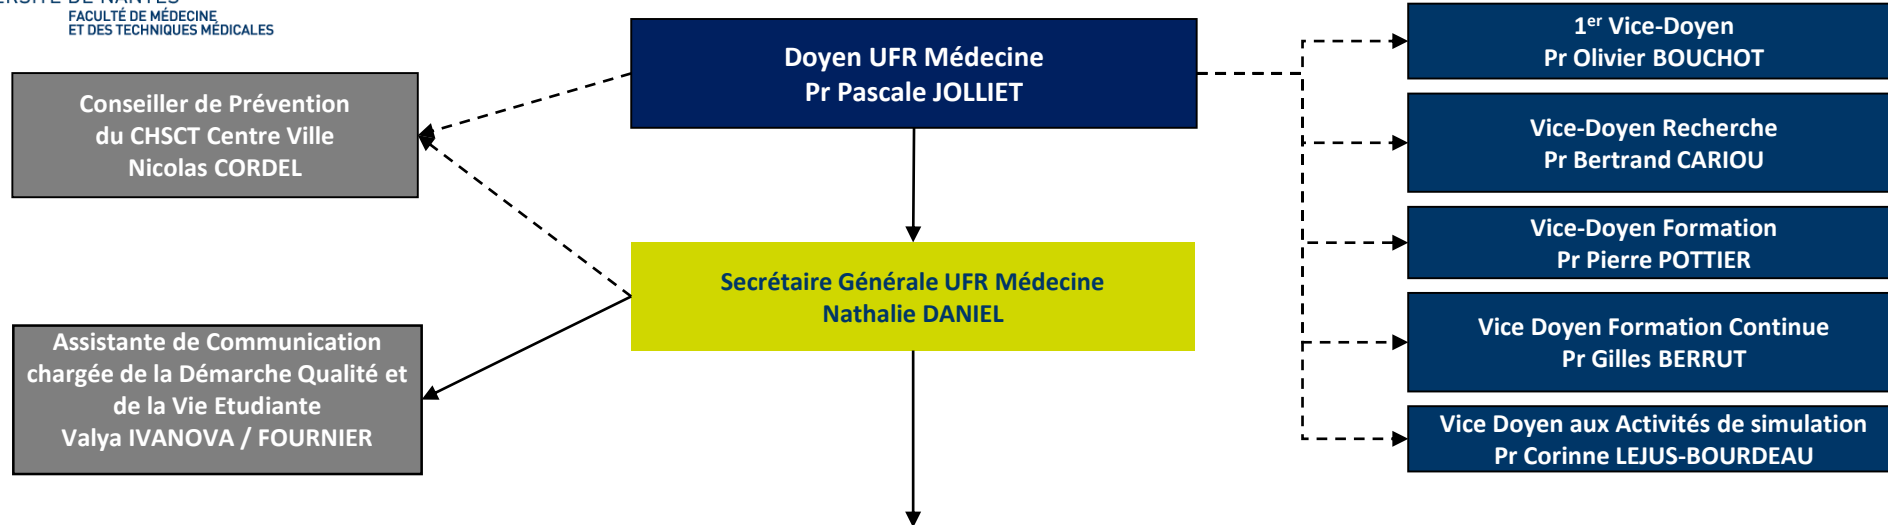 FACULTÉ DE MÉDECINE
ET DES TECHNIQUES MÉDICALES
Doyen UFR Médecine
Pr Pascale JOLLIET
Conseiller de Prévention
du CHSCT Centre Ville
Nicolas CORDEL
Secrétaire Générale UFR Médecine
Nathalie DANIEL
Assistante de Communication
chargée de la Démarche Qualité et
de la Vie Etudiante
Valya IVANOVA / FOURNIER
1er Vice-Doyen
Pr Olivier BOUCHOT
Vice-Doyen Recherche
Pr Bertrand CARIOU
Vice-Doyen Formation
Pr Pierre POTTIER
Vice Doyen Formation Continue
Pr Gilles BERRUT
Vice Doyen aux Activités de simulation
Pr Corinne LEJUS-BOURDEAU